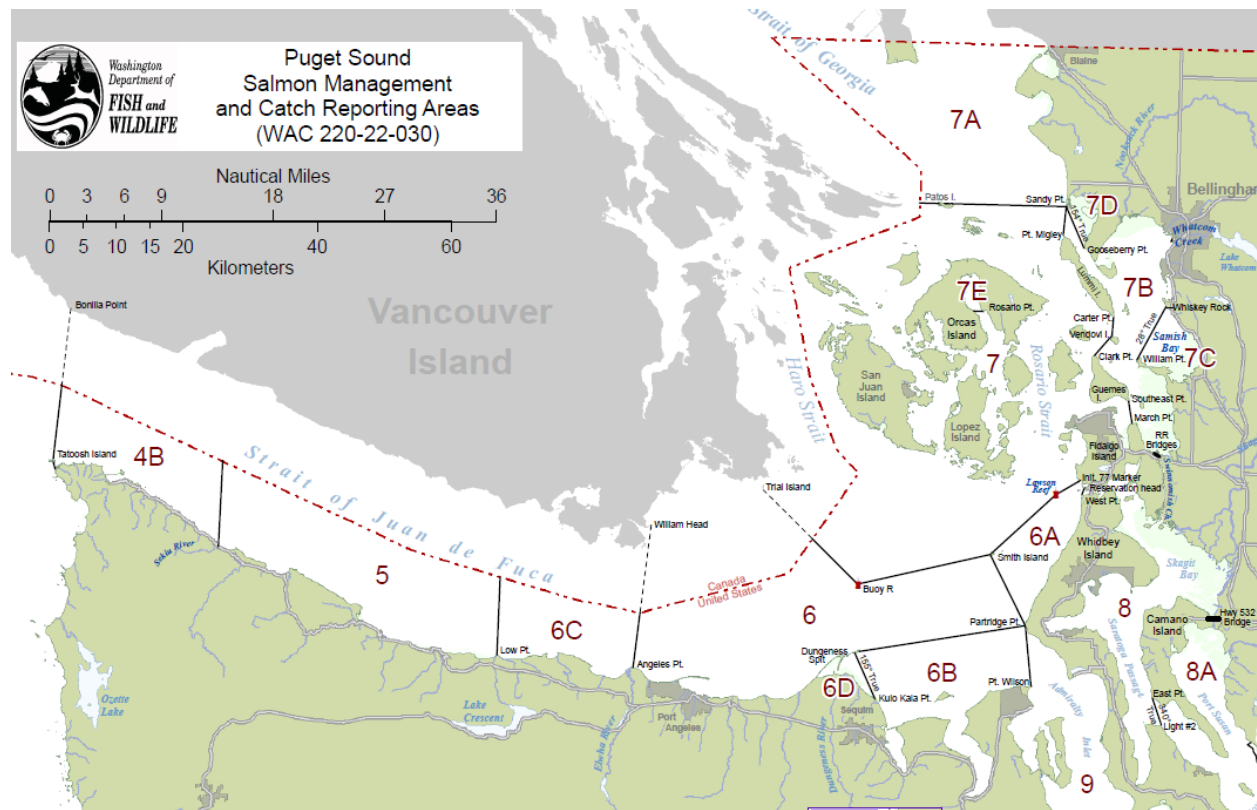 Washington
Department of
FISH and
WILDLIFE
Puget Sound
Salmon Management
and Catch Reporting Areas
(WAC 220-22-030)
Nautical Miles
0 3 6 9 18 27 36
0 5 10 15 20 40 60
Kilometers
Strait of Georgia
Blaine
Nooksack River
7A
Bellingham
Patos I.
Sandy Pt.
7D
154° True
Pt. Migley
Gooseberry Pt.
Whatcom
Creek
Lake
Whatcom
Lummi I.
7B
Bonilla Point
Vancouver
Island
7E
Rosario Pt.
Orcas
Island
Carter Pt.
Vendovi I.
Whiskey Rock
28° True
Samish
Bay
7C
Clark Pt.
William Pt.
Haro Strait
7
Rosario Strait
San
Juan
Island
Lopez
Island
Guemes
I.
Southeast Pt.
March Pt.
RR
Bridges
Fidalgo
Island
Swinomish Ch.
Skag
Tatoosh Island
4B
Strait of Juan de Fuca
Trial Island
William Head
Lawson
Reef
Init. 77 Marker
Reservation head
West Pt.
6A
Smith Island
Whidbey
Island
Skagit
Bay
Sekiu River
5
Canada
United States
Buoy R
6C
6
Partridge Pt.
8
Camano
Island
Hwy 532
Bridge
Saratoga Passage
Low Pt.
Angeles Pt.
Dungeness
Spit
155° True
6D
6B
Kulo Kala Pt.
Pt. Wilson
8A
Port Susan
East Pt.
340°
True
Light #2
Admiralty
Inlet
Ozette
Lake
Lake
Crescent
Elwha River
Port
Angeles
Dungeness River
Sequim
9